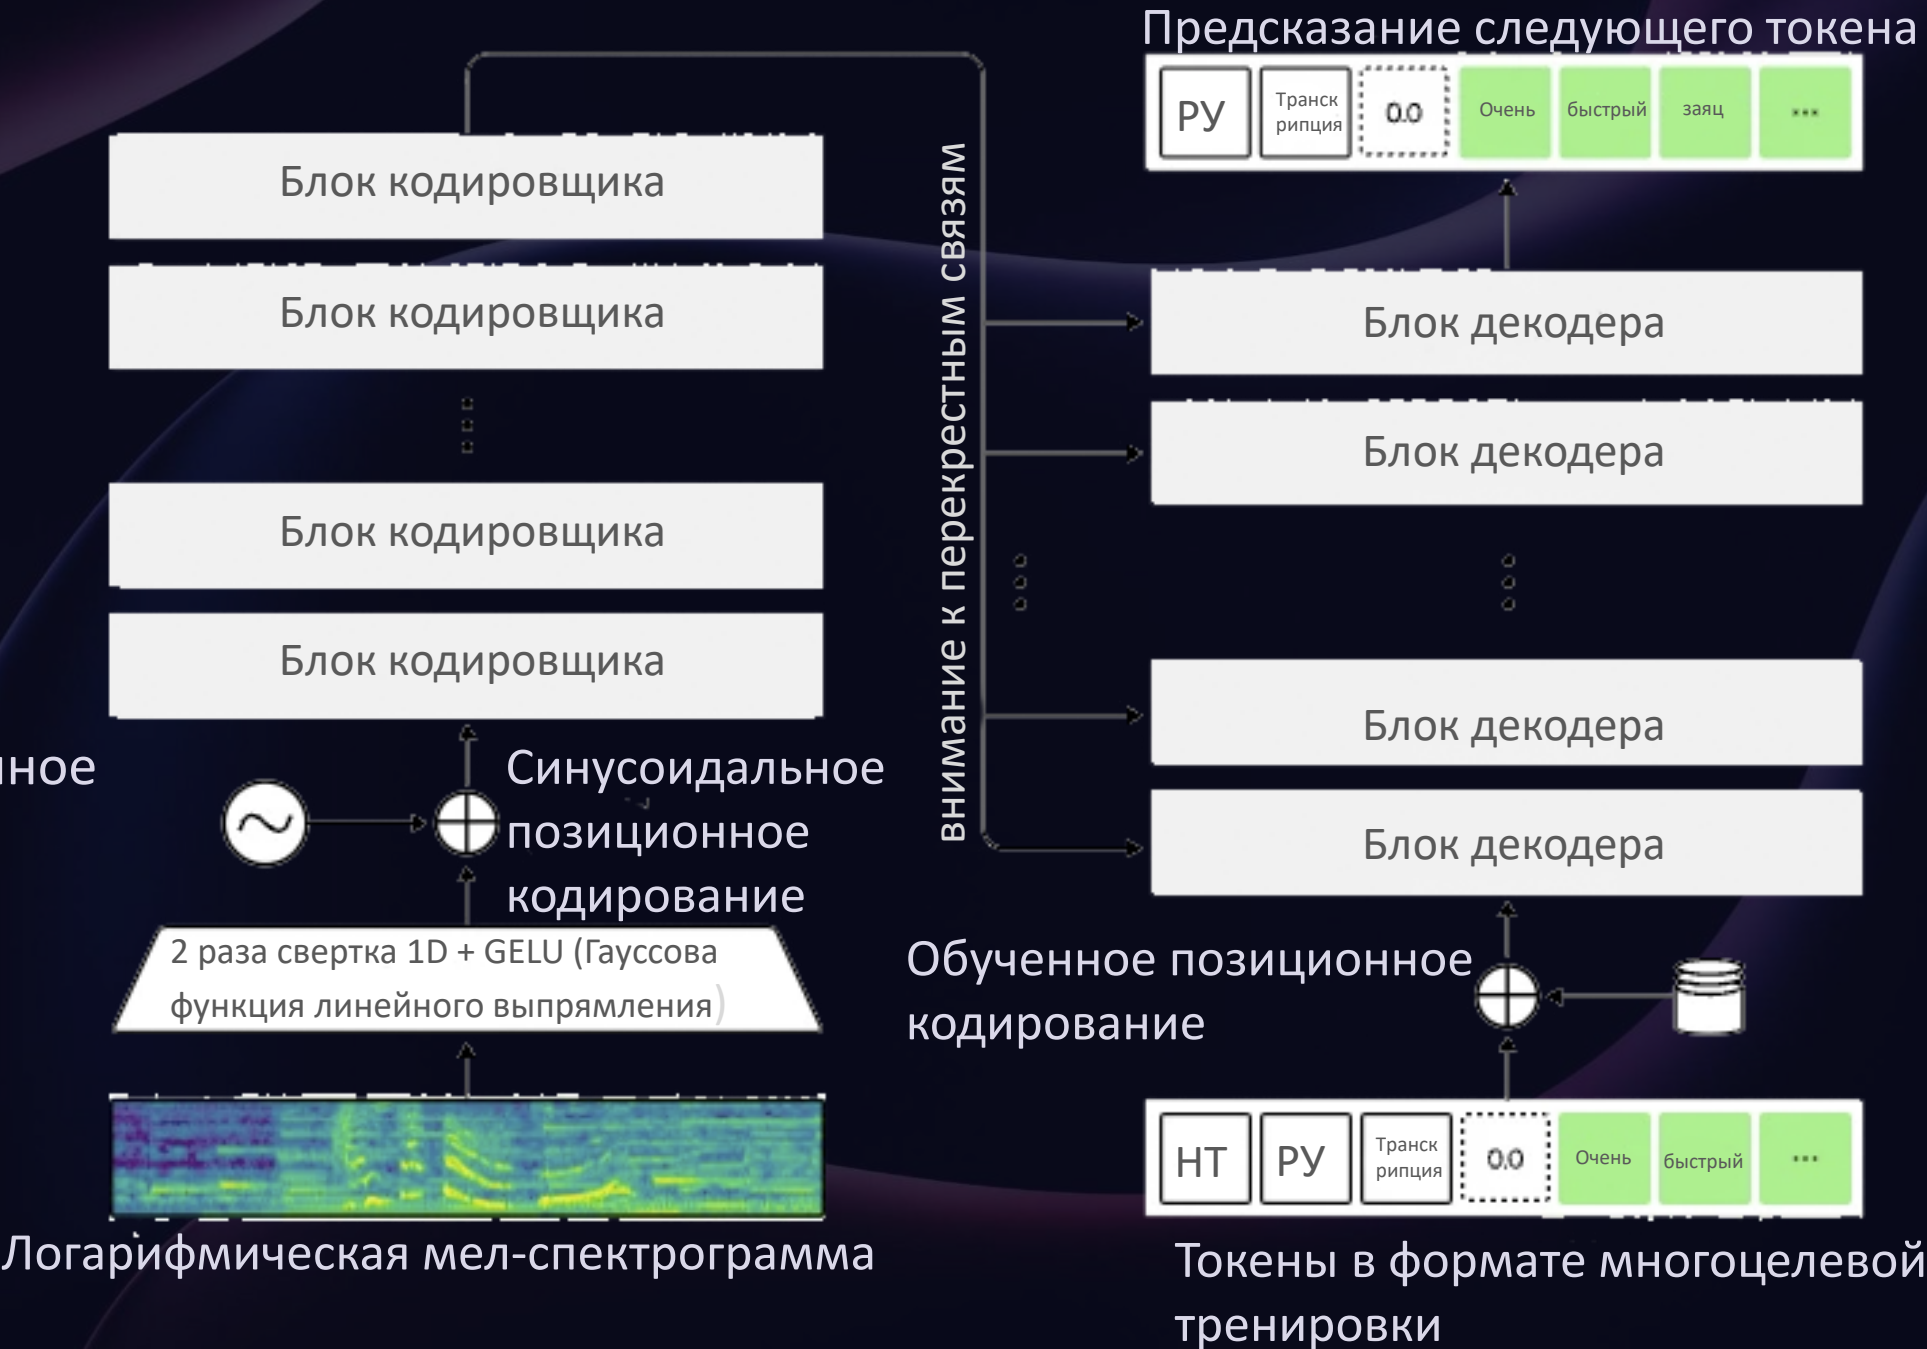 Предсказание следующего токена
РУ
Транск
рипция
0.0
Очень
быстрый
заяц
...
Блок кодировщика
Блок кодировщика
Блок кодировщика
Блок кодировщика
внимание к перекрестным связям
Блок декодера
Блок декодера
Блок декодера
Блок декодера
Синусоидальное
позиционное
кодирование
2 раза свертка 1D + GELU (Гауссова
функция линейного выпрямления)
Логарифмическая мел-спектрограмма
Обученное позиционное
кодирование
НТ
РУ
Транск
рипция
0.0
Очень
быстрый
...
Токены в формате многоцелевой
тренировки